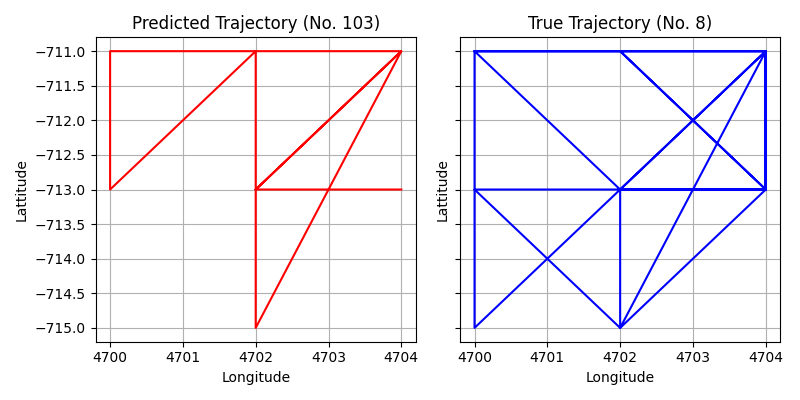 Predicted Trajectory (No. 103)
True Trajectory (No. 8)
−711.0
−711.5
−712.0
−712.5
−713.0
−713.5
−714.0
−714.5
−715.0
Lattitude
Lattitude
4700 4701 4702 4703 4704
4700 4701 4702 4703 4704
Longitude
Longitude